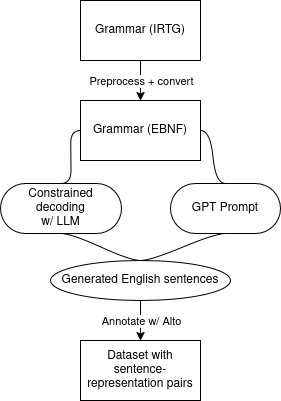 Grammar (IRTG)
Preprocess + convert
Grammar (EBNF)
Constrained
decoding
w/ LLM
GPT Prompt
Generated English sentences
Annotate w/ Alto
Dataset with
sentence-
representation pairs